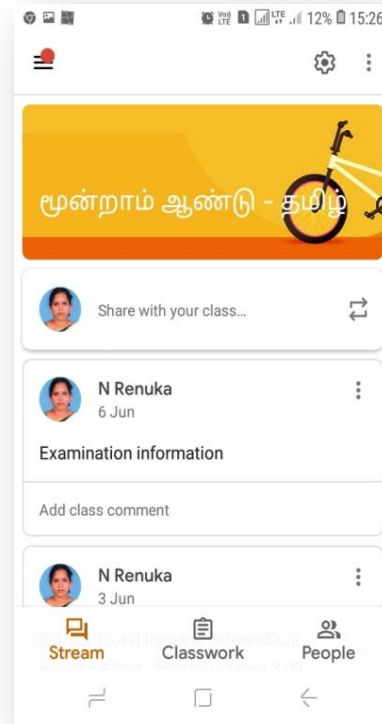 12% 15:26
மூன்றாம் ஆண்டு - தமிழ்
Share with your class...
N Renuka
6 Jun
Examination information
Add class comment
N Renuka
3 Jun
Stream Classwork People